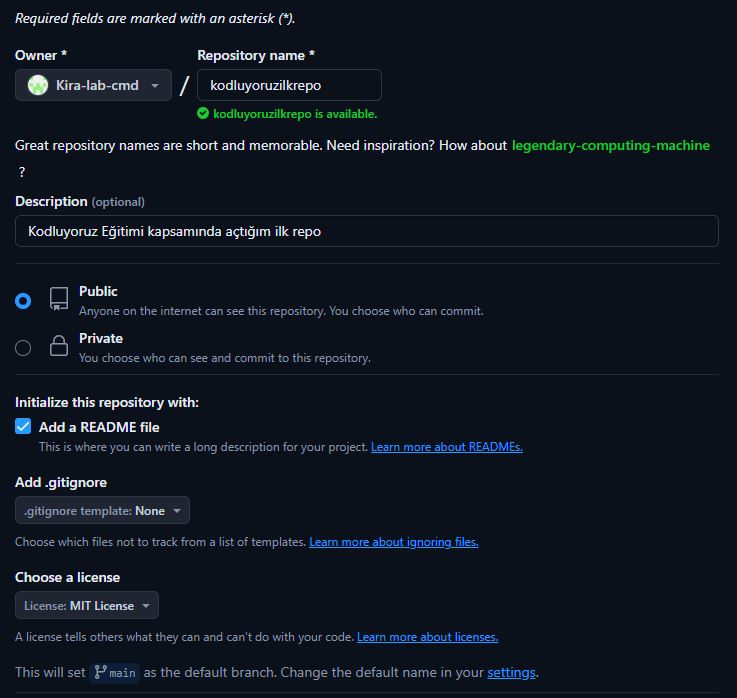 Required fields are marked with an asterisk (*).
Owner * Repository name *
Kira-lab-cmd / kodluyoruzilkrepo
kodluyoruzilkrepo is available.
Great repository names are short and memorable. Need inspiration? How about legendary-computing-machine
?
Description (optional)
Kodluyoruz Eğitimi kapsamında açtığım ilk repo
Public
Anyone on the internet can see this repository. You choose who can commit.
Private
You choose who can see and commit to this repository.
Initialize this repository with:
Add a README file
This is where you can write a long description for your project. Learn more about READMEs.
Add .gitignore
.gitignore template: None
Choose which files not to track from a list of templates. Learn more about ignoring files.
Choose a license
License: MIT License
A license tells others what they can and can't do with your code. Learn more about licenses.
This will set main as the default branch. Change the default name in your settings.